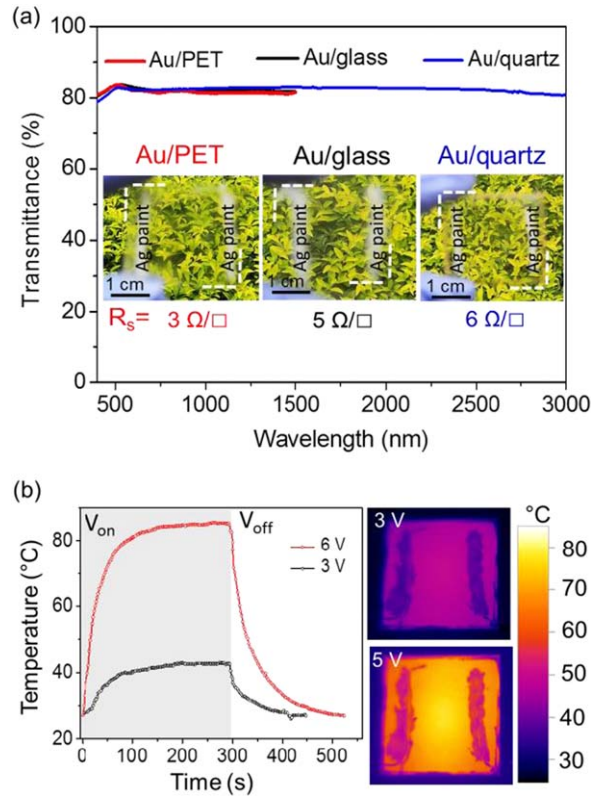 (a)
Au/PET
Au/glass
Au/quartz
Au/PET
Au/glass
Au/quartz
Ag paint
Ag paint
Ag paint
Ag paint
Ag paint
Ag paint
1 cm
1 cm
1 cm
Rs=
3 Ω/□
5 Ω/□
6 Ω/□
Transmittance (%)
100
80
60
40
20
0
500
1000
1500
2000
2500
3000
Wavelength (nm)
(b)
Von
Voff
6 V
3 V
Temperature (°C)
80
60
40
20
0
100
200
300
400
500
Time (s)
3 V
5 V
°C
80
70
60
50
40
30